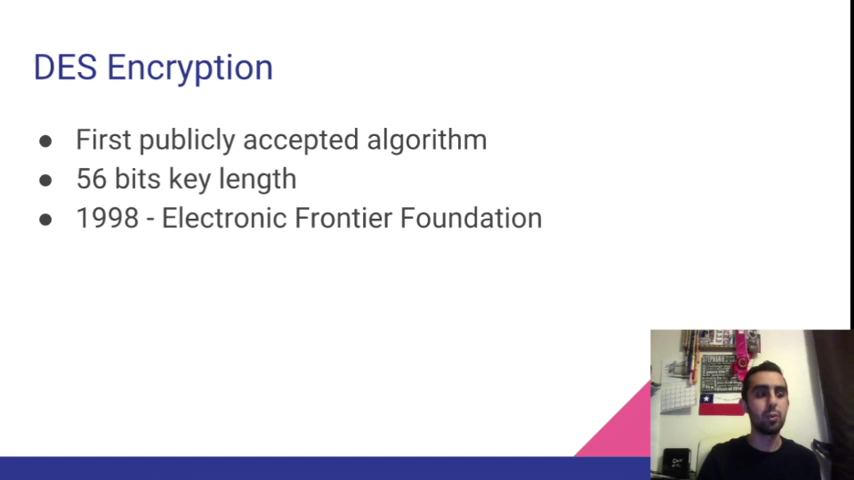 DES Encryption
● First publicly accepted algorithm
● 56 bits key length
● 1998 - Electronic Frontier Foundation